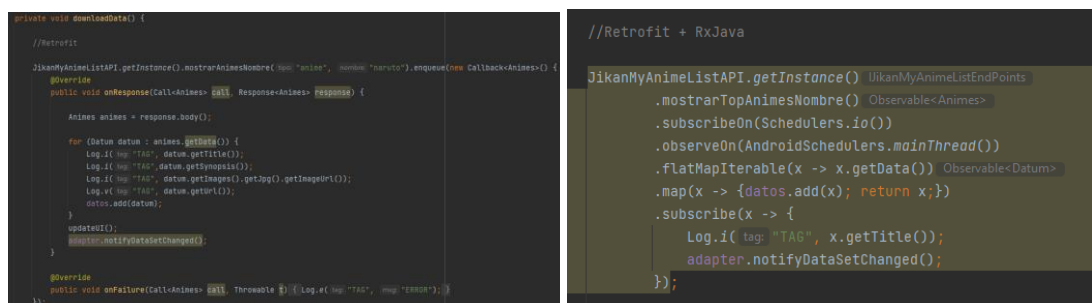 private void downloadData() {
//Retrofit
JikanMyAnimeListAPI.getInstance().mostrarAnimesNombre( tipo: "anime", nombre: "naruto").enqueue(new Callback<Animes>() {
@Override
public void onResponse(Call<Animes> call, Response<Animes> response) {
Animes animes = response.body();
for (Datum datum : animes.getData()) {
Log.i( tag: "TAG", datum.getTitle());
Log.i( tag: "TAG",datum.getSynopsis());
Log.i( tag: "TAG", datum.getImages().getJpg().getImageUrl());
Log.v( tag: "TAG", datum.getUrl());
datos.add(datum);
}
updateUI();
adapter.notifyDataSetChanged();
}
@Override
public void onFailure(Call<Animes> call, Throwable t) { Log.e( tag: "TAG", msg: "ERROR"); }
});
//Retrofit + RxJava
JikanMyAnimeListAPI.getInstance() JikanMyAnimeListEndPoints
.mostrarTopAnimesNombre() Observable<Animes>
.subscribeOn(Schedulers.io())
.observeOn(AndroidSchedulers.mainThread())
.flatMapIterable(x -> x.getData()) Observable<Datum>
.map(x -> {datos.add(x); return x;})
.subscribe(x -> {
Log.i( tag: "TAG", x.getTitle());
adapter.notifyDataSetChanged();
});